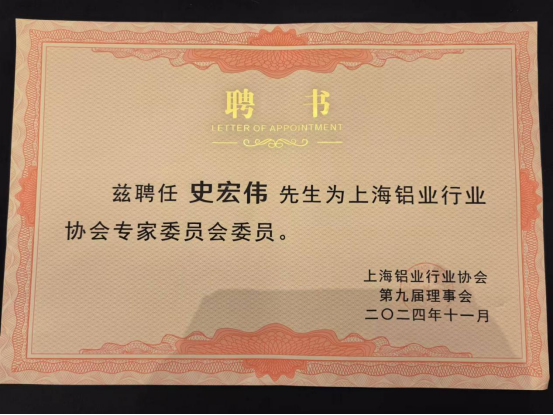 聘 书
LETTER OF APPOINTMENT
兹聘任 史宏伟 先生为上海铝业行业
协会专家委员会委员。
上海铝业行业协会
第九届理事会
二〇二四年十一月